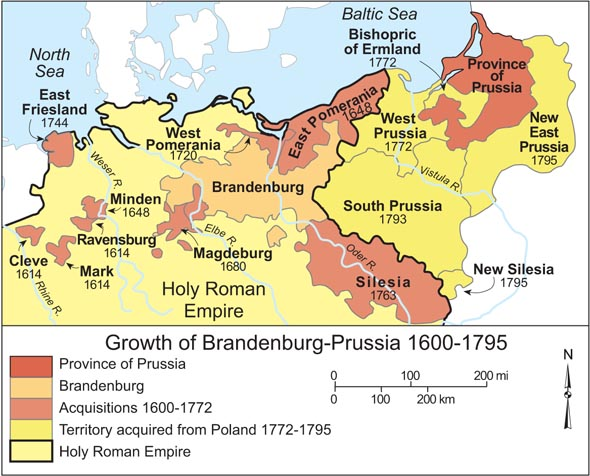 Baltic Sea
North
Sea
Bishopric
of Ermland
1772
Province
of
Prussia
East
Friesland
1744
East Pomerania
1648
West
Pomerania
1720
West
Prussia
1772
New
East
Prussia
1795
Weser R.
Vistula R.
Brandenburg
Minden
1648
South Prussia
1793
Ravensburg
1614
Elbe R.
Magdeburg
1680
Cleve
1614
Mark
1614
Rhine R.
Oder R
Silesia
1763
New Silesia
1795
Holy Roman
Empire
Growth of Brandenburg-Prussia 1600-1795
Province of Prussia
Brandenburg
Acquisitions 1600-1772
Territory acquired from Poland 1772-1795
Holy Roman Empire
0 100 200 mi
0 100 200 km
N